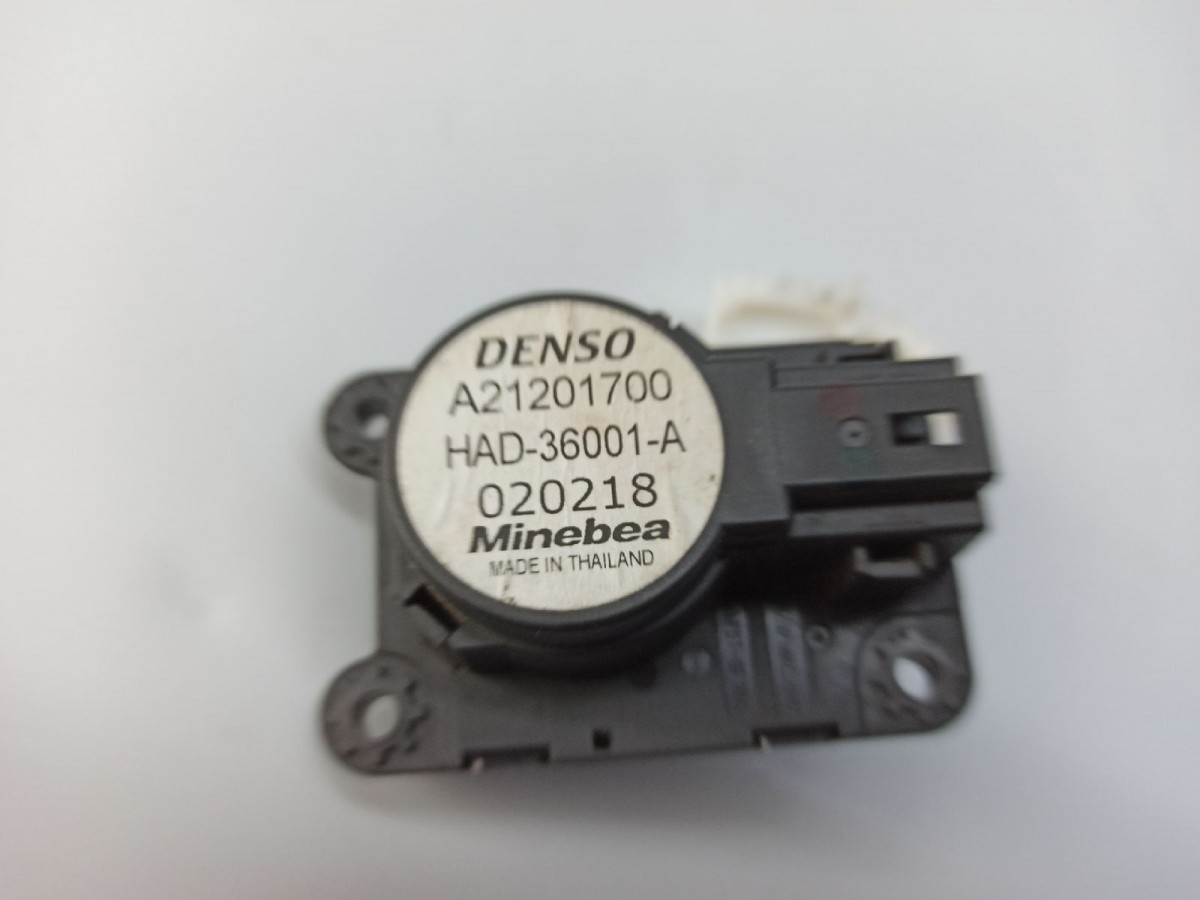 DENSO
A21201700
HAD-36001-A
020218
Minebea
MADE IN THAILAND